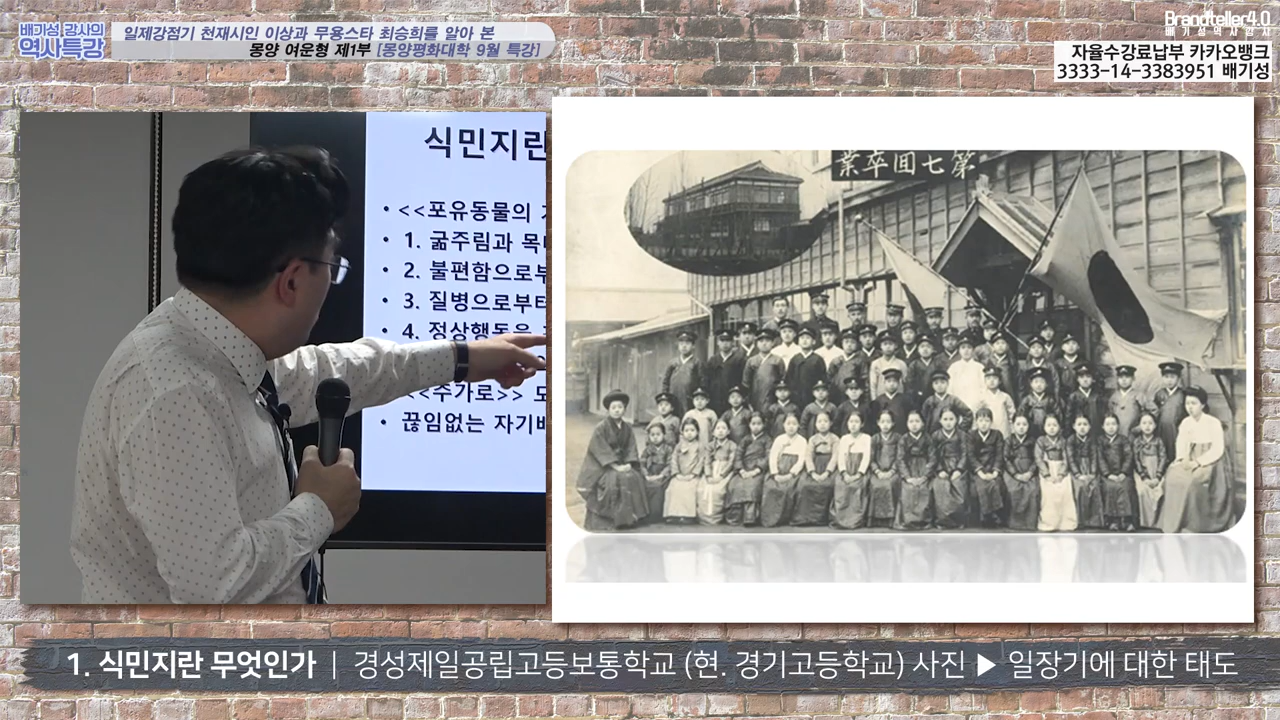 배기성 강사의
역사특강
일제강점기 천재시인 이상과 무용스타 최승희를 알아 본
몽양 여운형 제1부 [몽양평화대학 9월 특강]
Brandteller4.0
배기성역사발사
자율수강료납부 카카오뱅크
3333-14-3383951 배기성
식민지란
• <<포유동물의
• 1. 굶주림과
• 2. 불편함으로부
• 3. 질병으로부터
• 4. 정상행동을
• <<추가로>>
• 끊임없는
業卒回七第
1. 식민지란 무엇인가 | 경성제일공립고등보통학교 (현. 경기고등학교) 사진 ▶ 일장기에 대한 태도